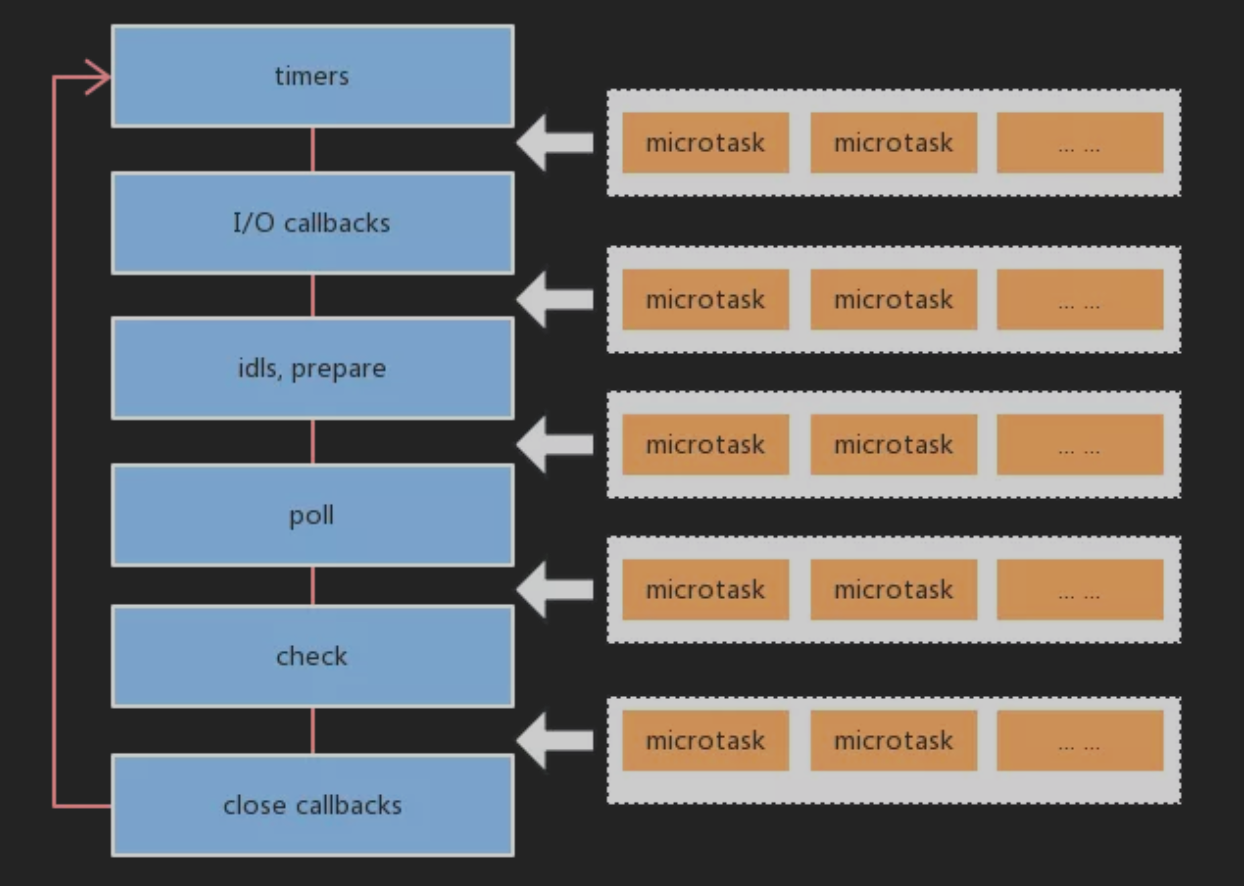 timers
microtask microtask ... ...
I/O callbacks
microtask microtask ... ...
idls, prepare
microtask microtask ... ...
poll
microtask microtask ... ...
check
microtask microtask ... ...
close callbacks